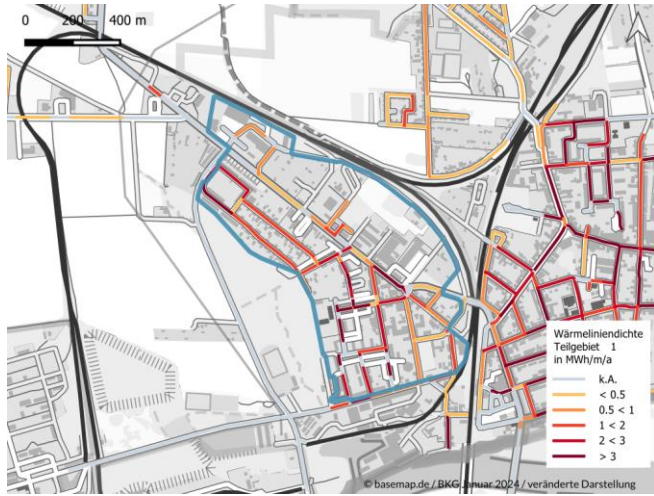 0 200 400 m
Wärmeliniendichte
Teilgebiet 1
in MWh/m/a
k.A.
< 0.5
0.5 < 1
1 < 2
2 < 3
> 3
© basemap.de / BKG Januar 2024 / veränderte Darstellung